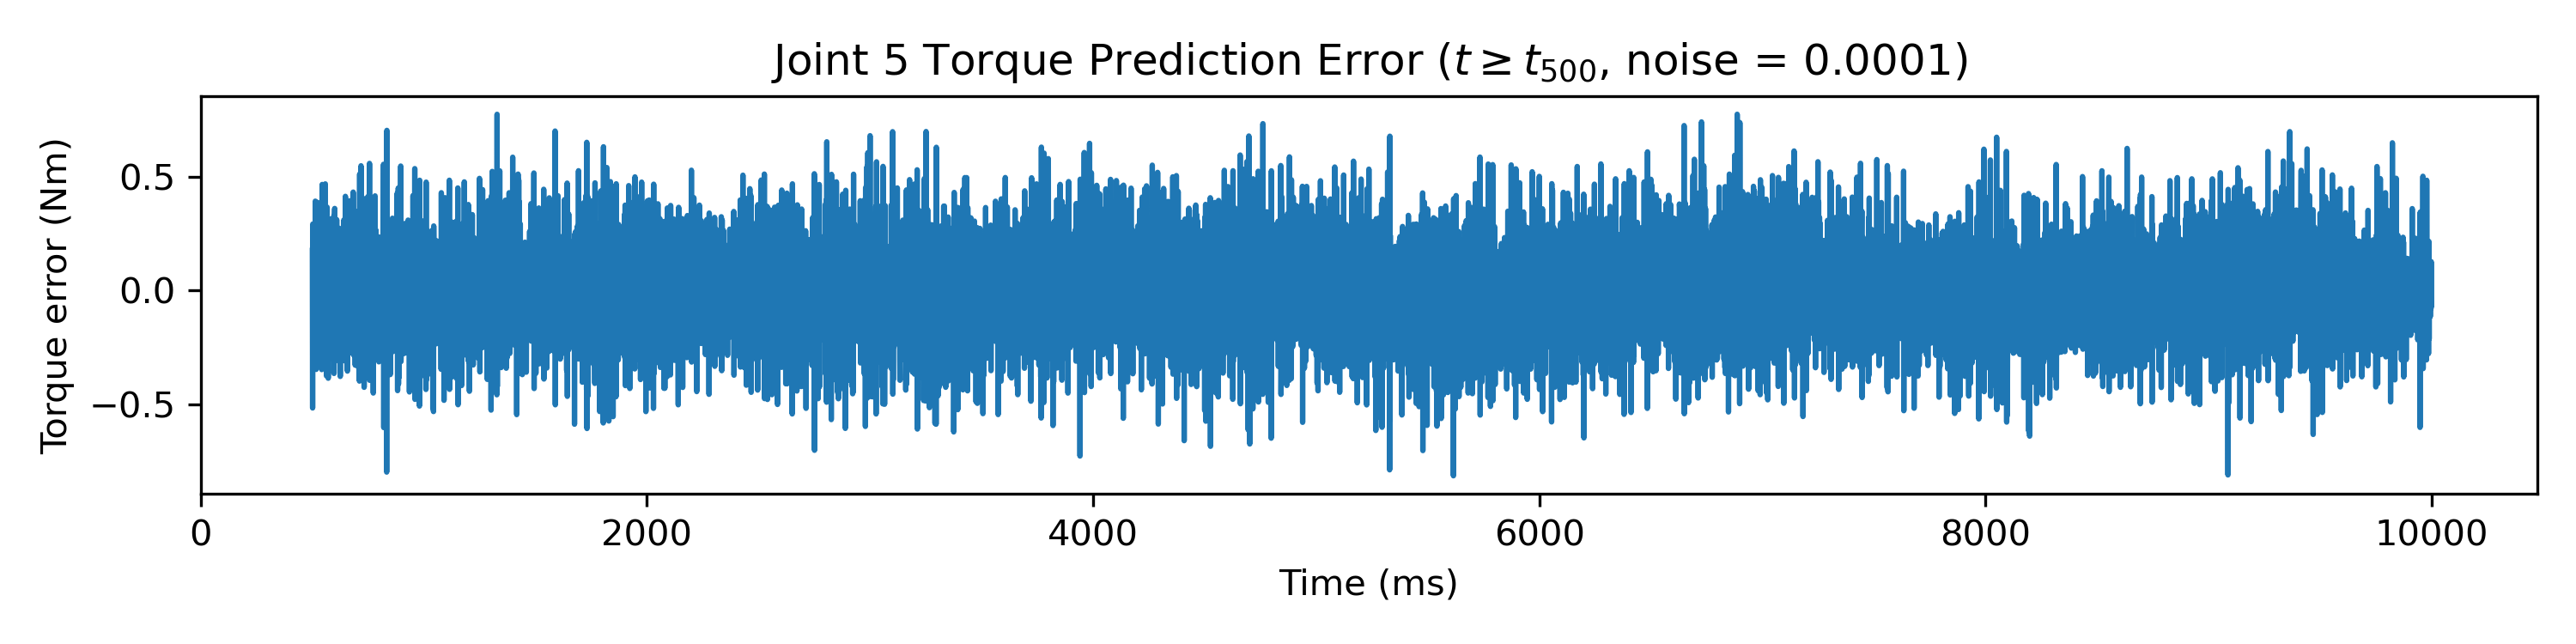 Joint 5 Torque Prediction Error (t ≥ t₅₀₀, noise = 0.0001)
Torque error (Nm)
0.5
0.0
−0.5
0 2000 4000 6000 8000 10000
Time (ms)